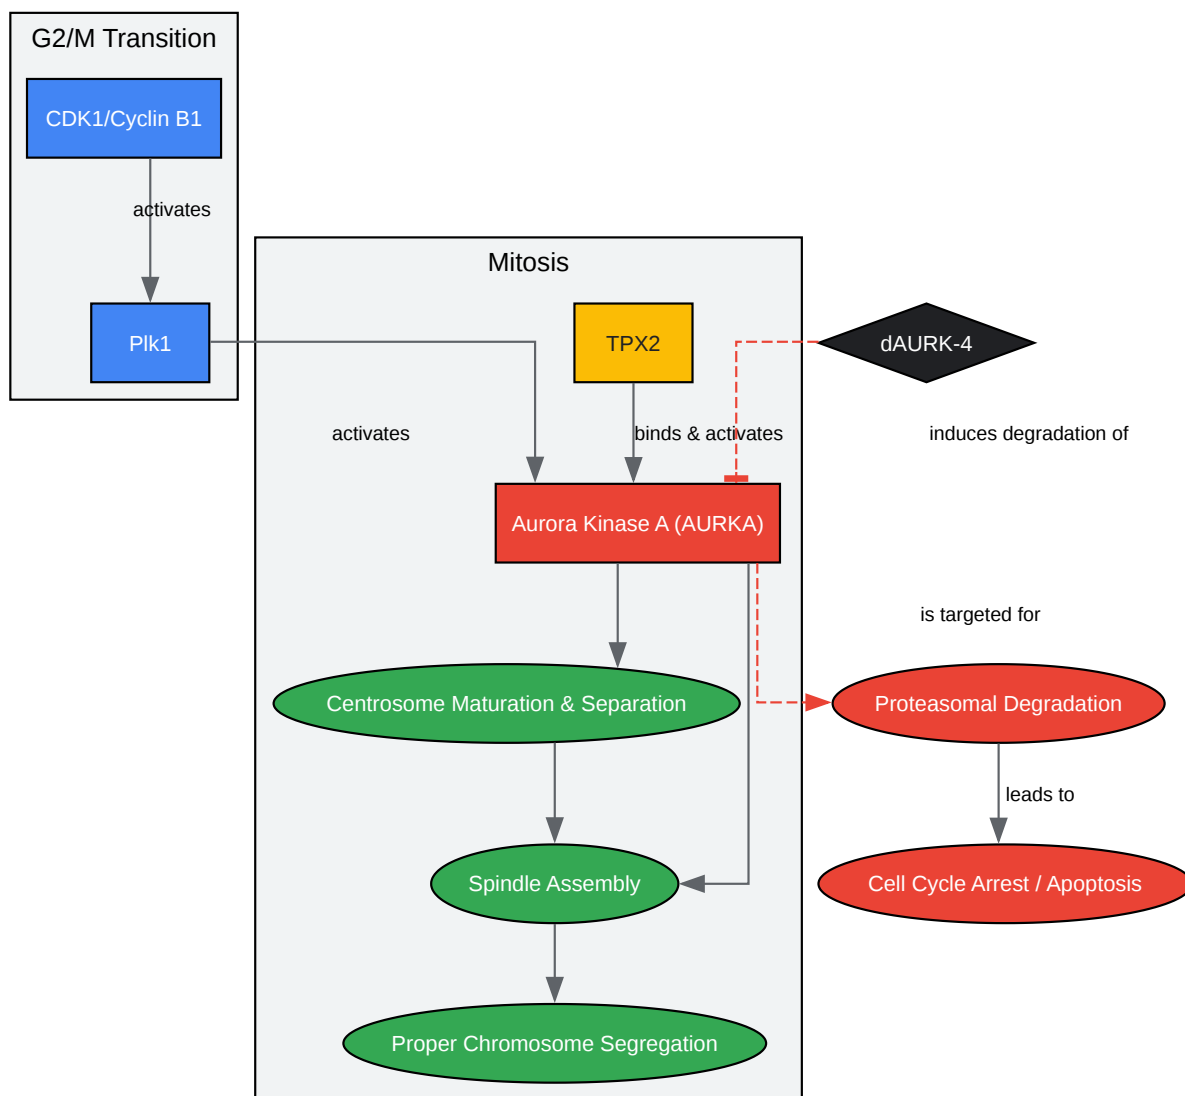 G2/M Transition
CDK1/Cyclin B1
activates
Mitosis
Plk1
TPX2
dAURK-4
activates
binds & activates
induces degradation of
Aurora Kinase A (AURKA)
is targeted for
Centrosome Maturation & Separation
Proteasomal Degradation
leads to
Spindle Assembly
Cell Cycle Arrest / Apoptosis
Proper Chromosome Segregation